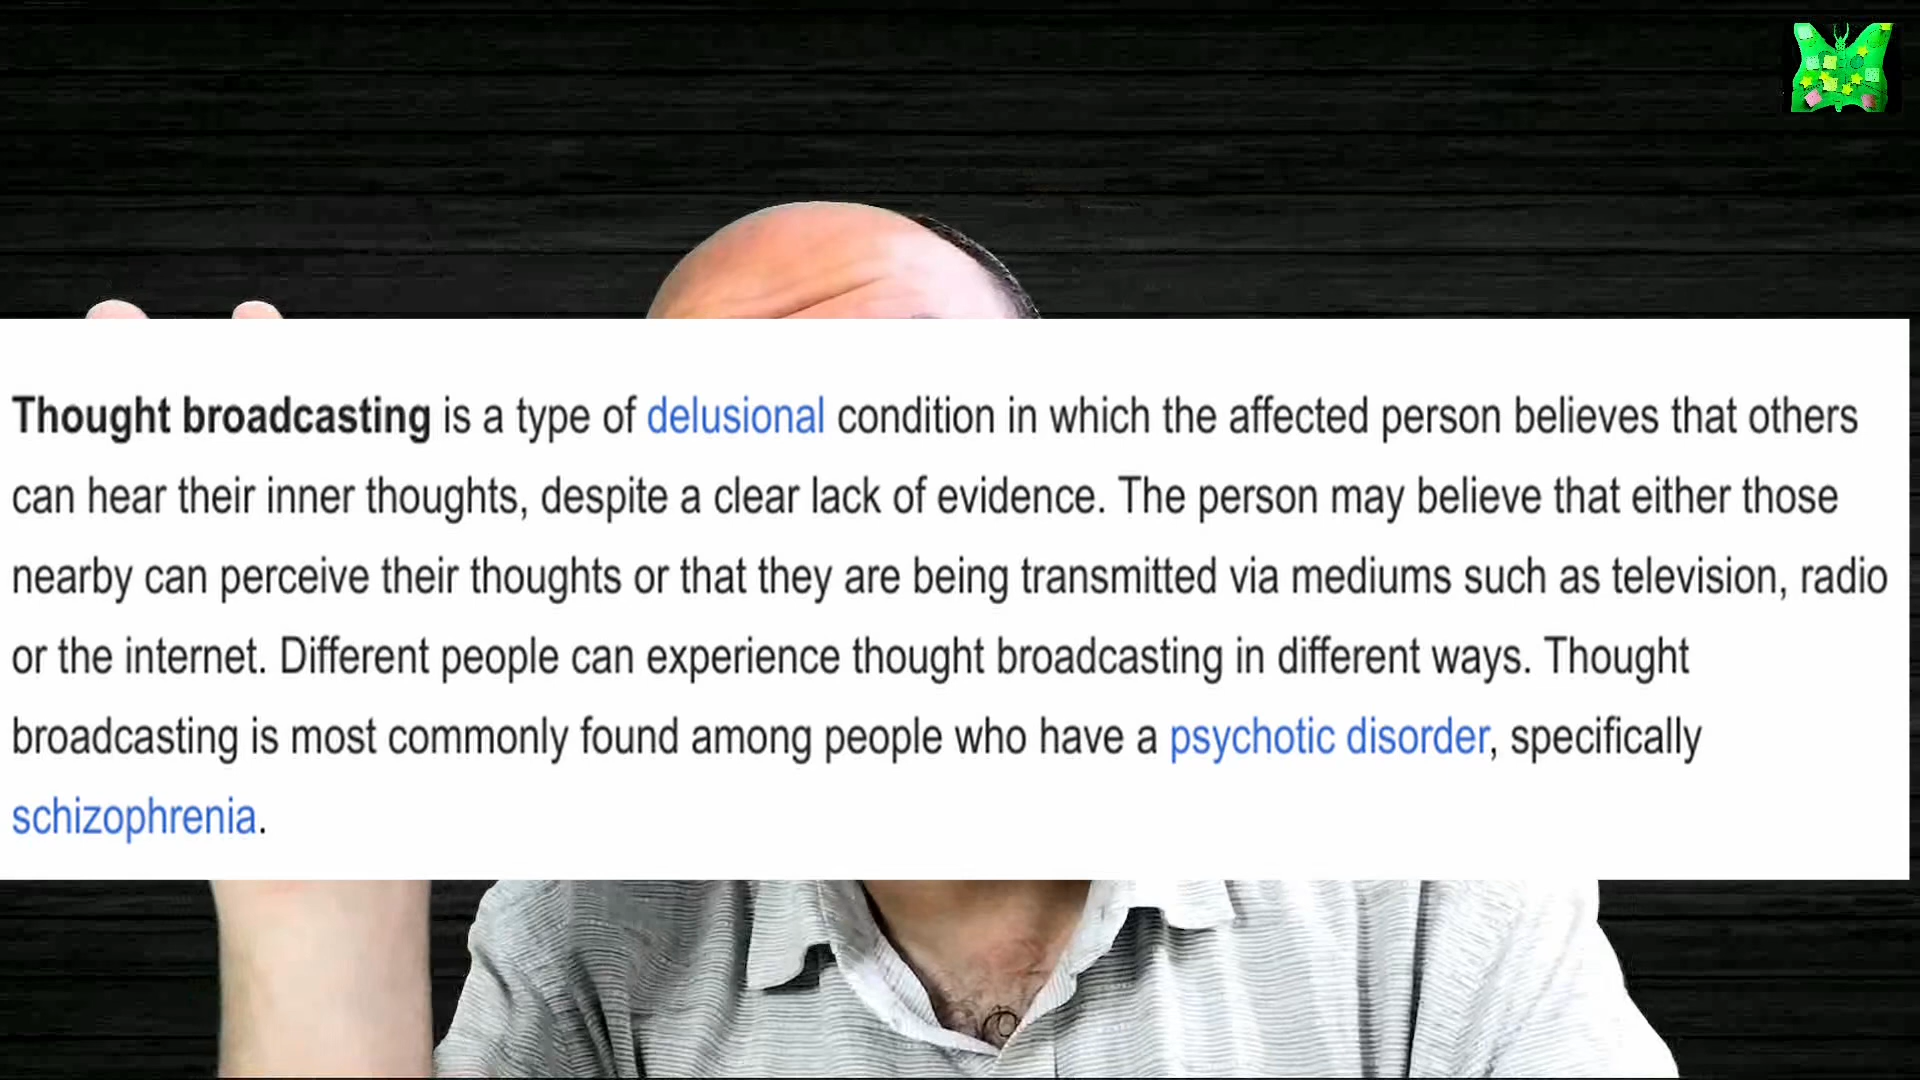 Thought broadcasting is a type of delusional condition in which the affected person believes that others
can hear their inner thoughts, despite a clear lack of evidence. The person may believe that either those
nearby can perceive their thoughts or that they are being transmitted via mediums such as television, radio
or the internet. Different people can experience thought broadcasting in different ways. Thought
broadcasting is most commonly found among people who have a psychotic disorder, specifically
schizophrenia.